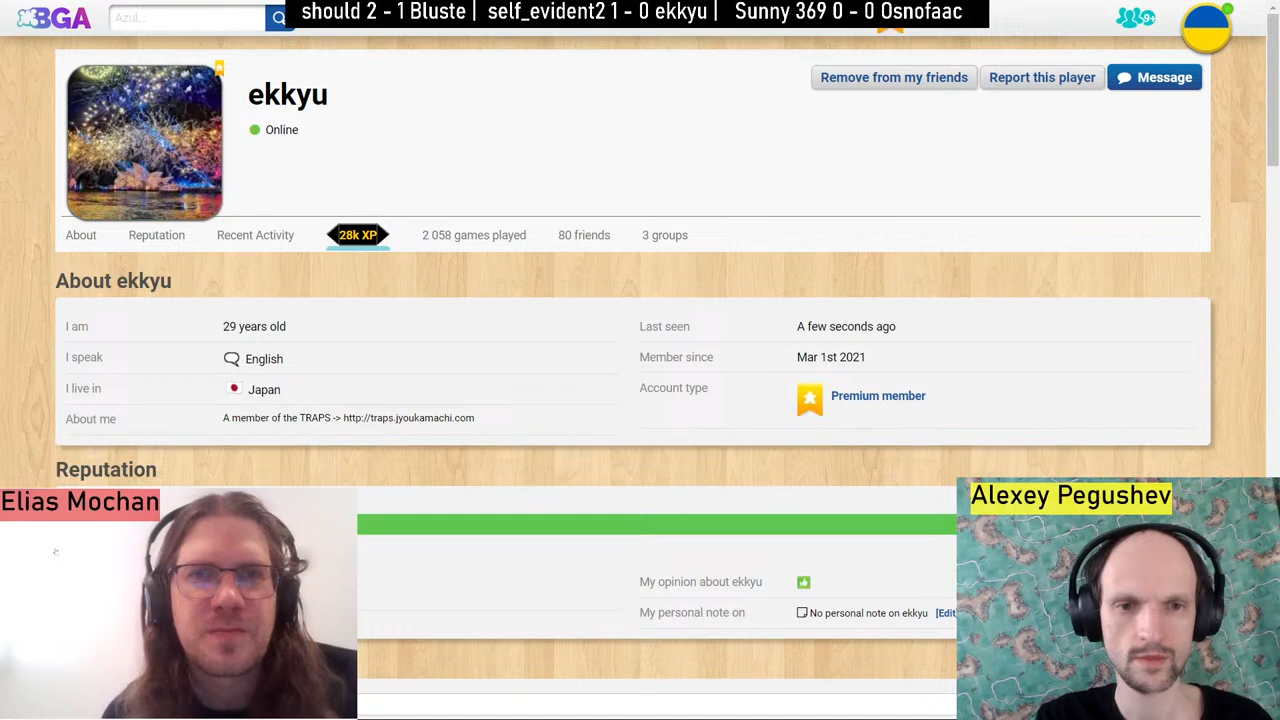 should 2 - 1 Bluste | self_evident2 1 - 0 ekkyu | Sunny 369 0 - 0 Osnofaac
BGA
Azul...
9+
ekkyu
Online
Remove from my friends
Report this player
Message
About
Reputation
Recent Activity
28k XP
2 058 games played
80 friends
3 groups
About ekkyu
I am
29 years old
I speak
English
I live in
Japan
About me
A member of the TRAPS -> http://traps.jyoukamachi.com
Last seen
A few seconds ago
Member since
Mar 1st 2021
Account type
Premium member
Reputation
Elias Mochan
Alexey Pegushev
My opinion about ekkyu
My personal note on
No personal note on ekkyu [Edit